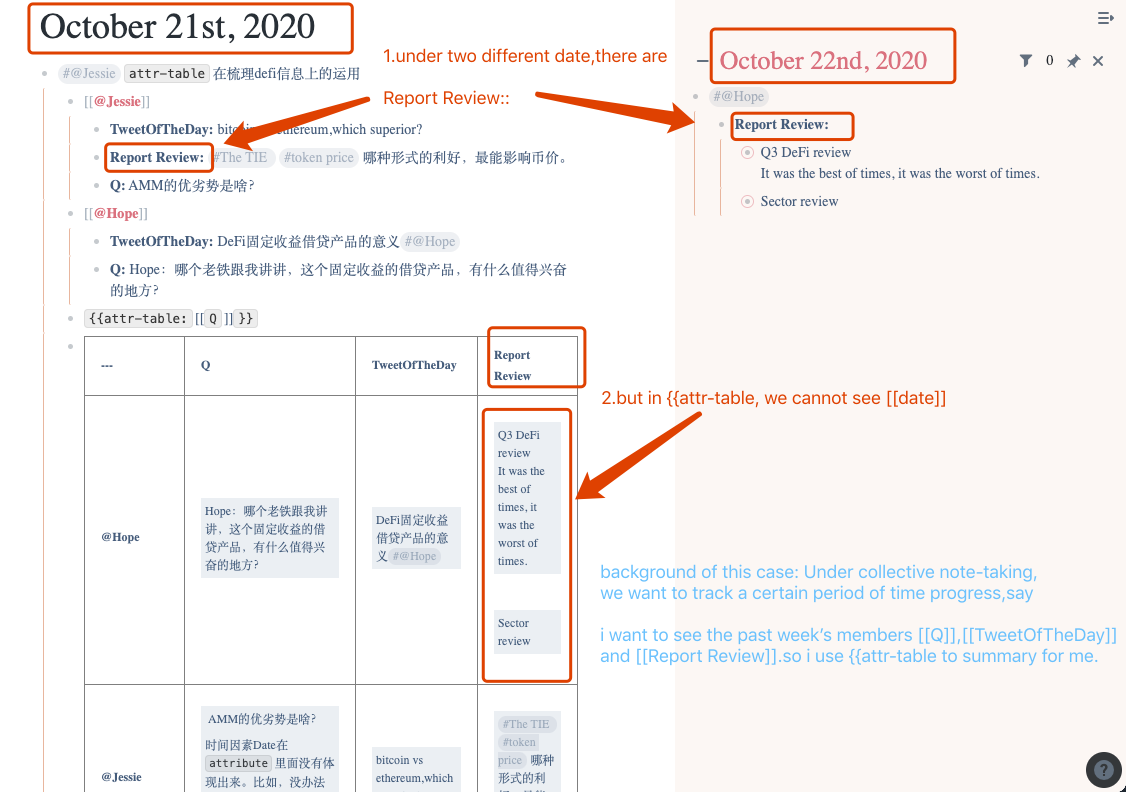 October 21st, 2020
#@Jessie attr-table 在梳理defi信息上的运用
[[@Jessie]]
TweetOfTheDay: ethereum,which superior?
Report Review: #The TIE #token price 哪种形式的利好，最能影响币价。
Q: AMM的优劣势是啥?
[[@Hope]]
TweetOfTheDay: DeFi固定收益借贷产品的意义 #@Hope
Q: Hope：哪个老铁跟我讲讲，这个固定收益的借贷产品，有什么值得兴奋
的地方?
{{attr-table: [[ Q ]] }}
---
Q
TweetOfTheDay
Report
Review
@Hope
Hope：哪个老铁跟我讲
讲，这个固定收益的借
贷产品，有什么值得兴
奋的地方?
DeFi固定收益
借贷产品的意
义 #@Hope
Q3 DeFi
review
It was the
best of
times, it
was the
worst of
times.
Sector
review
@Jessie
AMM的优劣势是啥?
时间因素Date在
attribute 里面没有体
现出来。比如，没办法
bitcoin vs
ethereum,which
#The TIE
#token
price 哪种
形式的利
1.under two different date,there are
Report Review::
October 22nd, 2020
0
#@Hope
Report Review:
Q3 DeFi review
It was the best of times, it was the worst of times.
Sector review
2.but in {{attr-table, we cannot see [[date]]
background of this case: Under collective note-taking,
we want to track a certain period of time progress,say
i want to see the past week's members [[Q]],[[TweetOfTheDay]]
and [[Report Review]].so i use {{attr-table to summary for me.
?